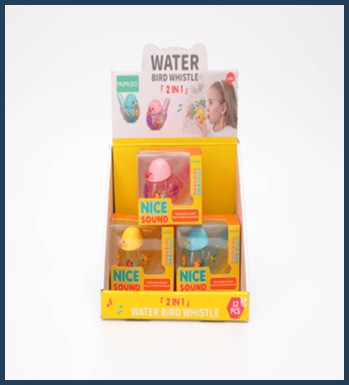 WATER
BIRD WHISTLE
「2 IN 1」
MUMUSO
NICE
SOUND
NICE
SOUND
NICE
SOUND
「2 IN 1」
WATER BIRD WHISTLE
12
PCS